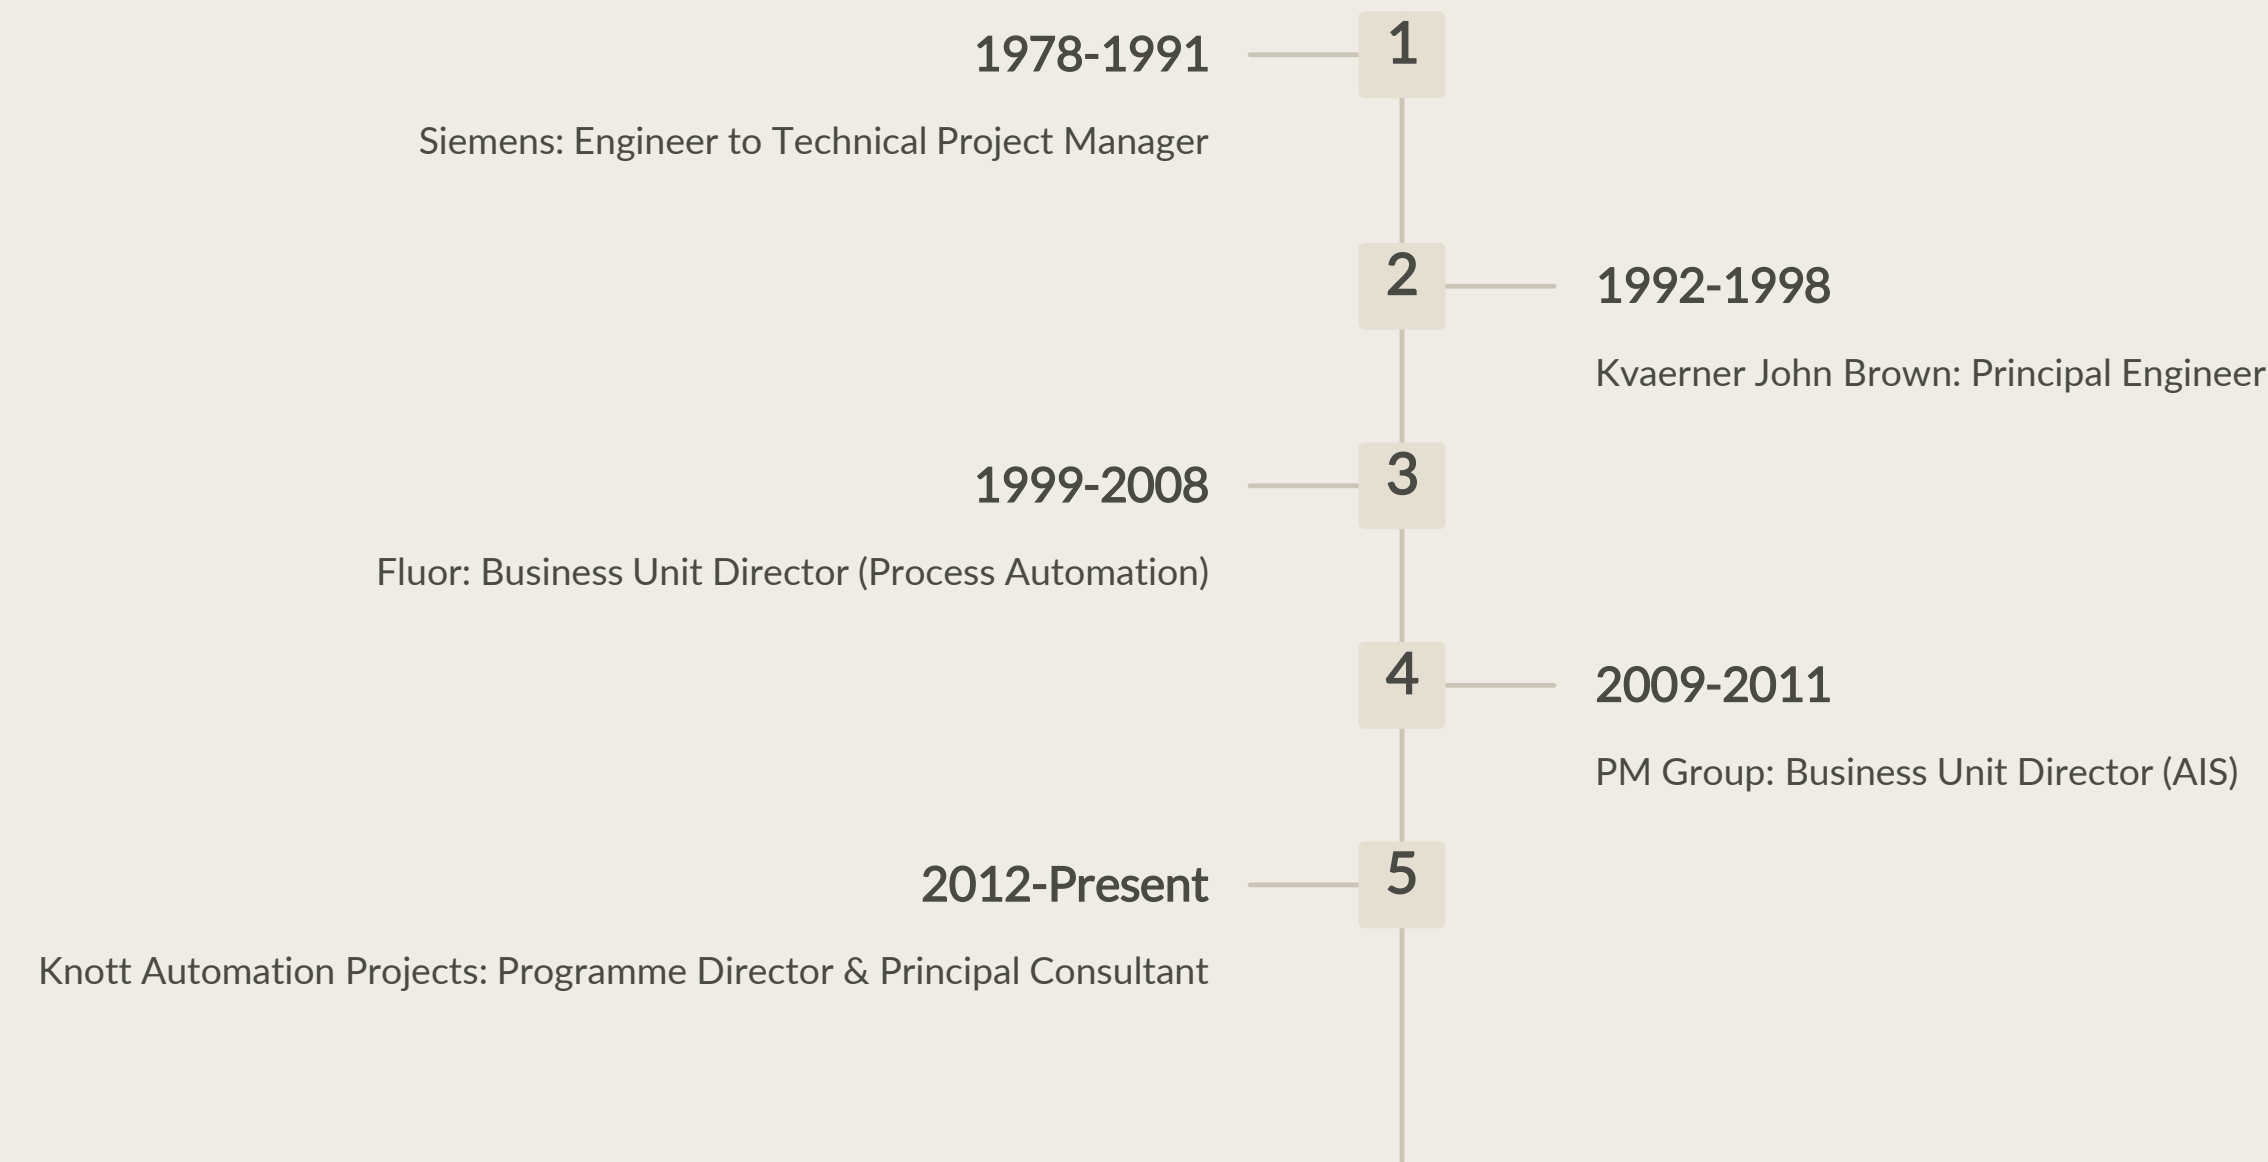 1
1978-1991
Siemens: Engineer to Technical Project Manager
2
1992-1998
Kvaerner John Brown: Principal Engineer
3
1999-2008
Fluor: Business Unit Director (Process Automation)
4
2009-2011
PM Group: Business Unit Director (AIS)
5
2012-Present
Knott Automation Projects: Programme Director & Principal Consultant